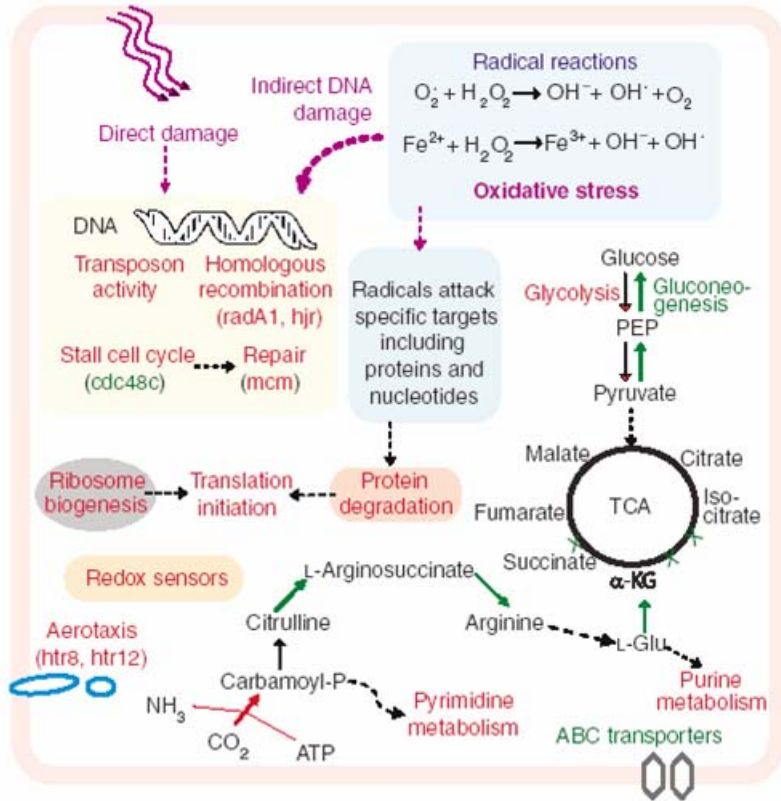 Radical reactions
O₂˙ + H₂O₂ → OH⁻ + OH˙ + O₂
Fe²⁺ + H₂O₂ → Fe³⁺ + OH⁻ + OH˙
Oxidative stress
Indirect DNA
damage
Direct damage
DNA
Transposon
activity
Homologous
recombination
(radA1, hjr)
Stall cell cycle
(cdc48c)
Repair
(mcm)
Radicals attack
specific targets
including
proteins and
nucleotides
Glucose
Glycolysis
Gluconeo-
genesis
PEP
Pyruvate
Malate
Citrate
Fumarate
TCA
Iso-
citrate
Succinate
α-KG
Ribosome
biogenesis
Translation
initiation
Protein
degradation
Redox sensors
L-Arginosuccinate
Citrulline
Arginine
L-Glu
Aerotaxis
(htr8, htr12)
Carbamoyl-P
Pyrimidine
metabolism
Purine
metabolism
NH₃
CO₂
ATP
ABC transporters